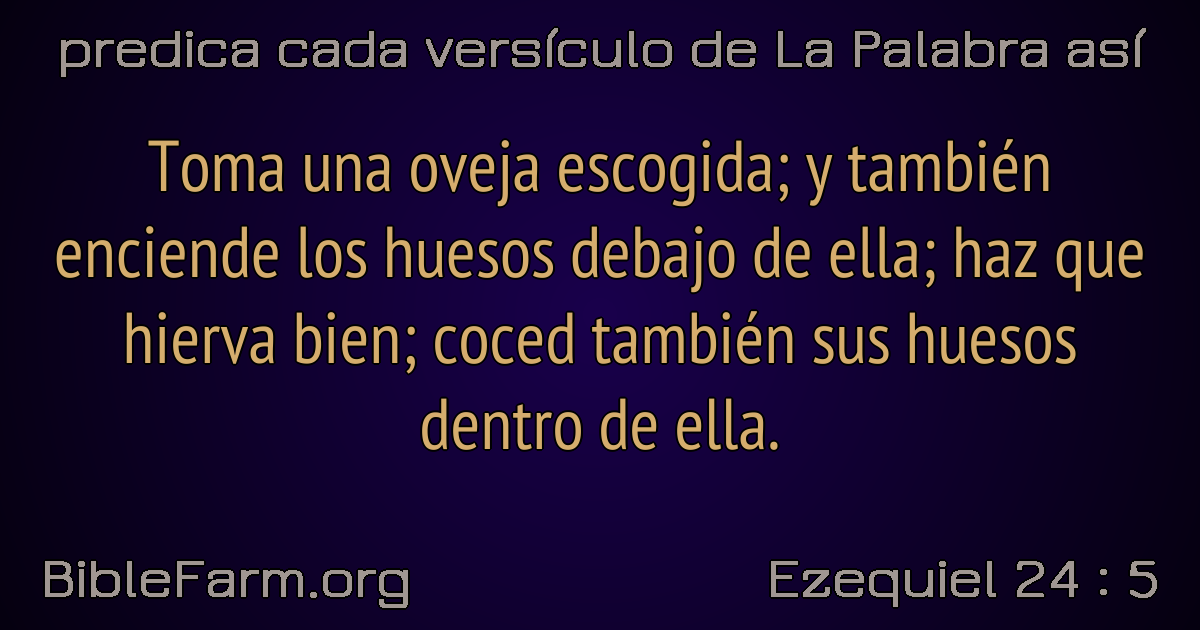 predica cada versículo de La Palabra así
Toma una oveja escogida; y también
enciende los huesos debajo de ella; haz que
hierva bien; coced también sus huesos
dentro de ella.
BibleFarm.org
Ezequiel 24 : 5